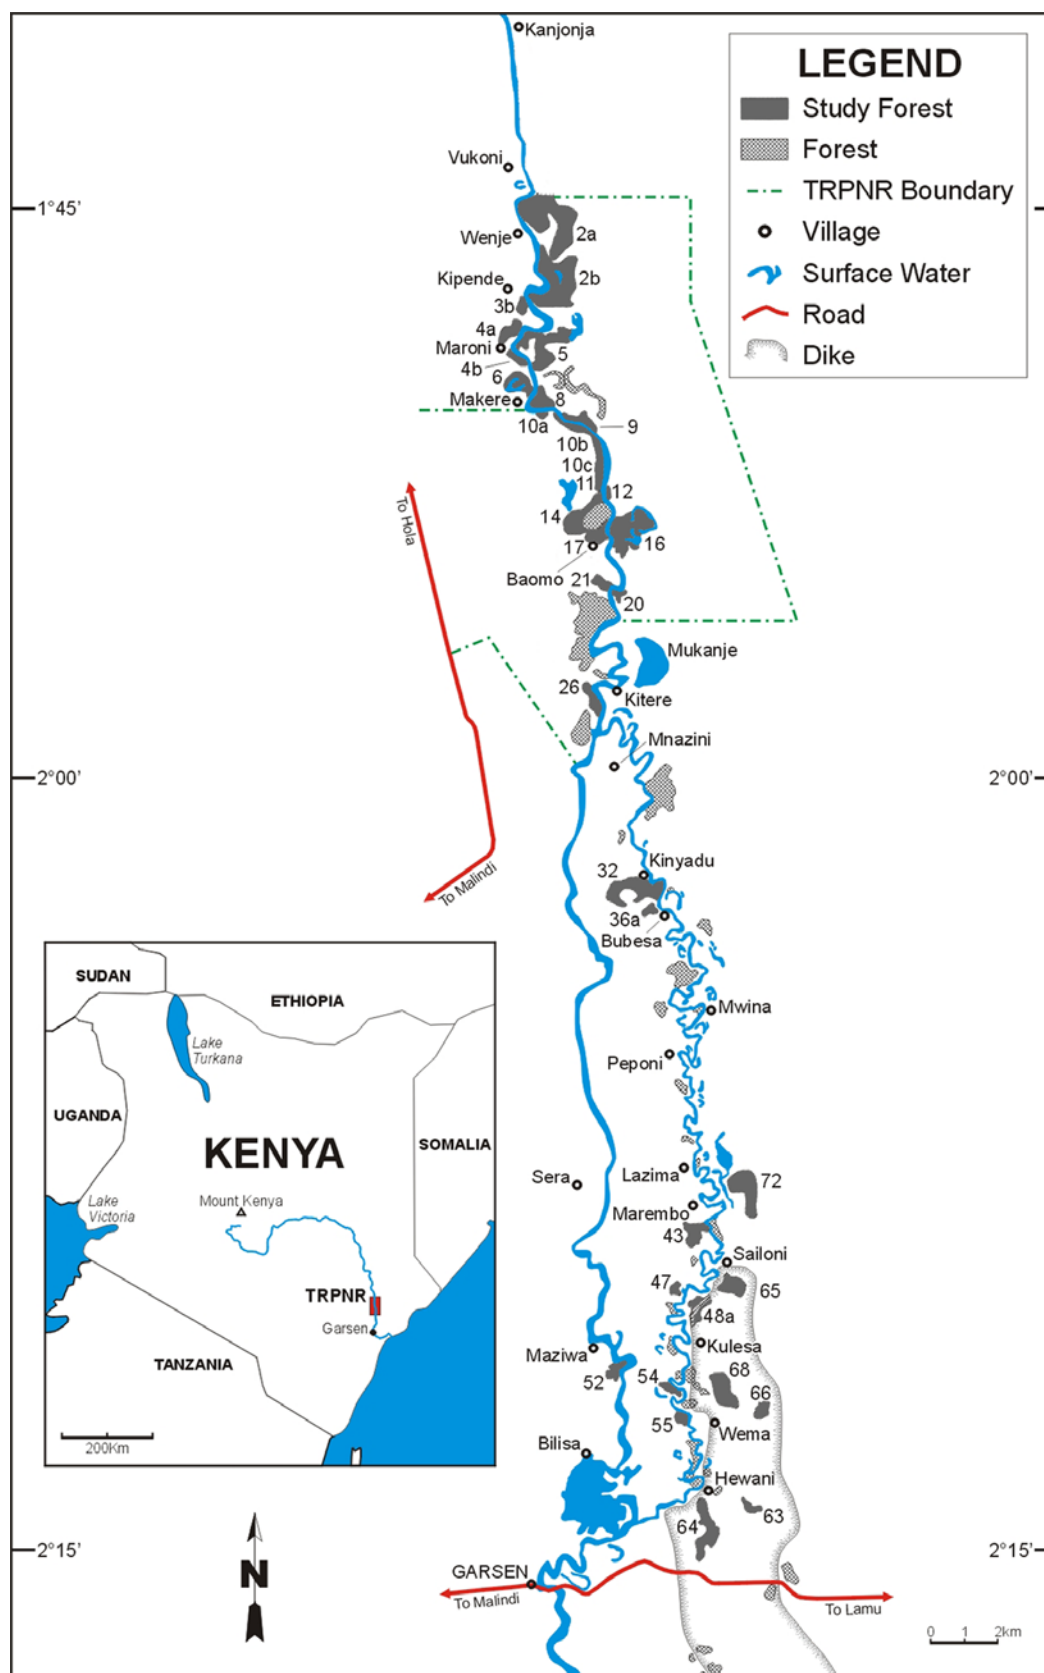 Kanjonja
LEGEND
Study Forest
Forest
TRPNR Boundary
Village
Surface Water
Road
Dike
Vukoni
1°45'
Wenje
2a
Kipende
2b
3b
4a
Maroni
5
4b
6
Makere
8
10a
9
10b
10c
11
12
To Hola
14
16
17
Baomo
21
20
Mukanje
26
Kitere
Mnazini
2°00'
2°00'
Kinyadu
32
To Malindi
36a
Bubesa
Mwina
Peponi
Lazima
72
Sera
Marembo
43
Sailoni
47
65
48a
Kulesa
Maziwa
52
54
68
66
55
Wema
Bilisa
Hewani
63
64
2°15'
2°15'
GARSEN
To Malindi
To Lamu
0 1 2km
N
SUDAN
ETHIOPIA
Lake
Turkana
UGANDA
KENYA
SOMALIA
Mount Kenya
Lake
Victoria
TRPNR
Garsen
TANZANIA
200Km